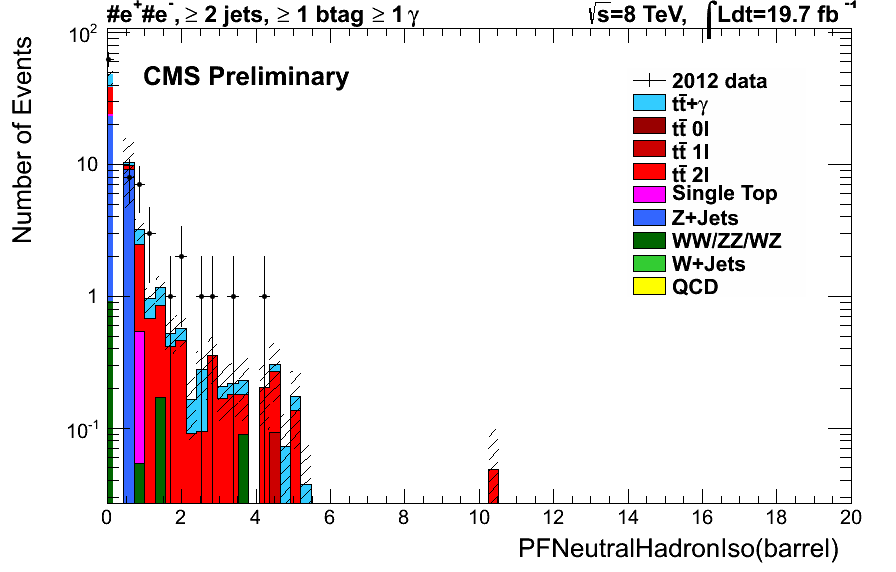 #e⁺#e⁻, ≥ 2 jets, ≥ 1 btag ≥ 1 γ
√s=8 TeV, ∫Ldt=19.7 fb⁻¹
CMS Preliminary
2012 data
tt̄+γ
tt̄ 0l
tt̄ 1l
tt̄ 2l
Single Top
Z+Jets
WW/ZZ/WZ
W+Jets
QCD
Number of Events
10²
10
1
10⁻¹
0 2 4 6 8 10 12 14 16 18 20
PFNeutralHadronIso(barrel)